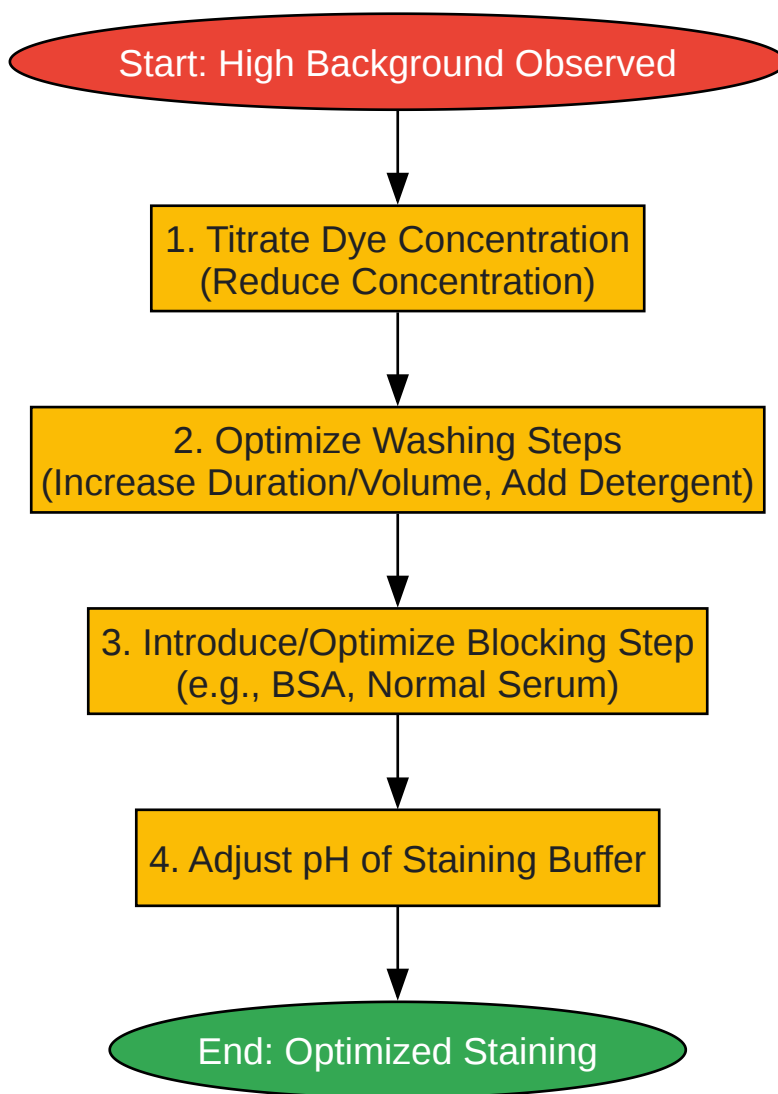 Start: High Background Observed
1. Titrate Dye Concentration
(Reduce Concentration)
2. Optimize Washing Steps
(Increase Duration/Volume, Add Detergent)
3. Introduce/Optimize Blocking Step
(e.g., BSA, Normal Serum)
4. Adjust pH of Staining Buffer
End: Optimized Staining